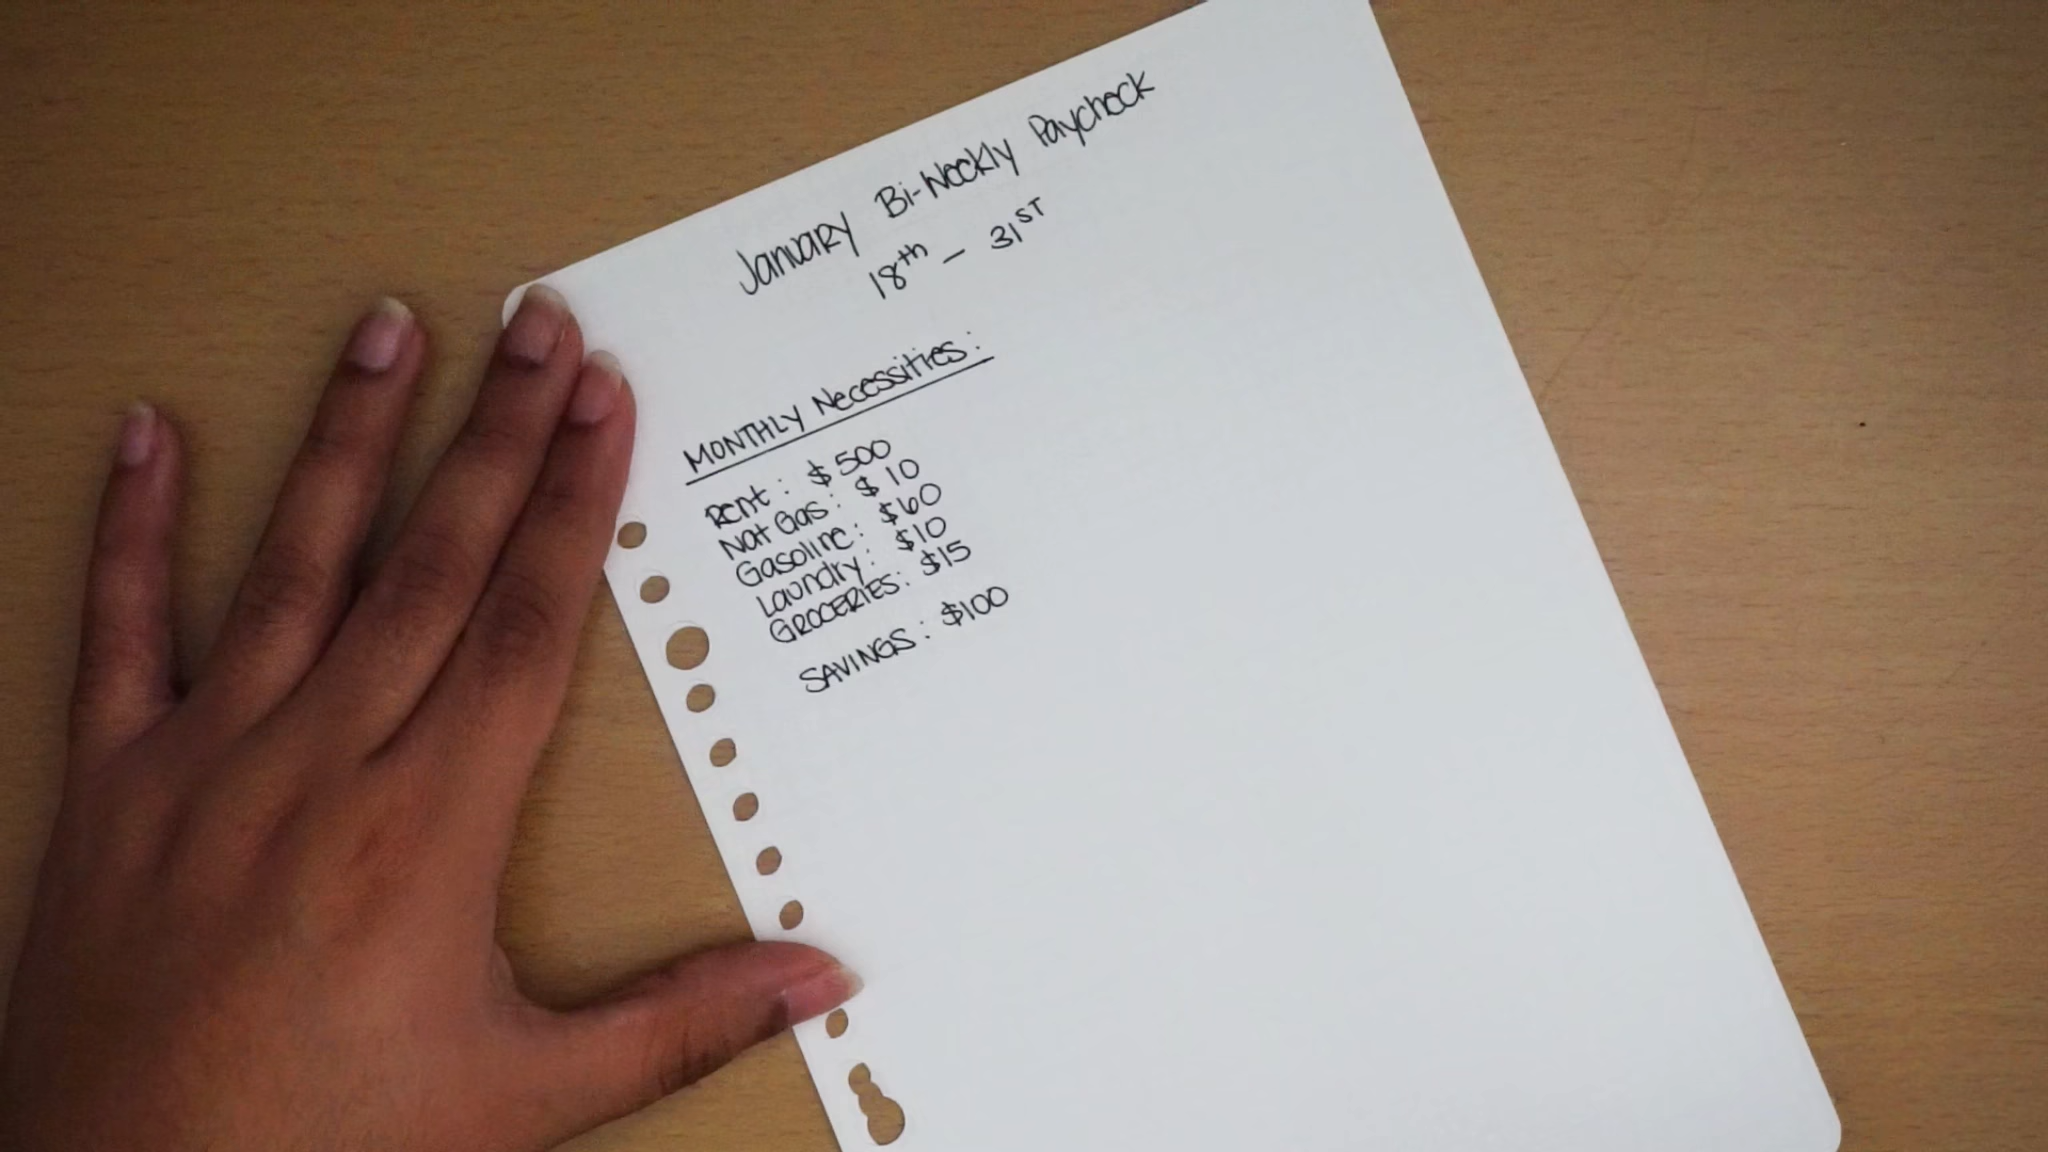 January Bi-Weekly Paycheck
18th - 31ST
MONTHLY Necessities:
Rent: $500
Nat Gas: $10
Gasoline: $60
Laundry: $10
GROCERIES: $15
SAVINGS: $100